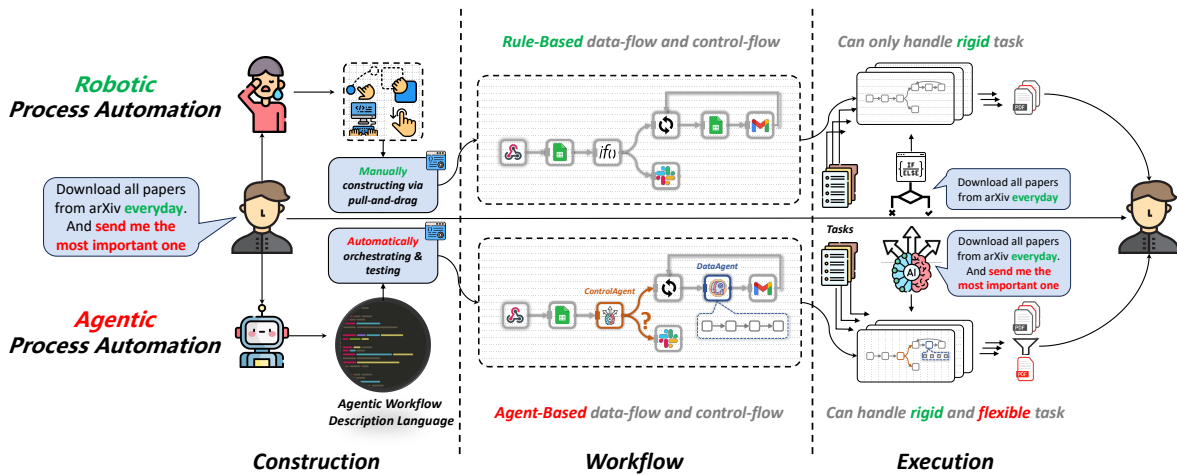 Rule-Based data-flow and control-flow
Can only handle rigid task
Robotic
Process Automation
Manually
constructing via
pull-and-drag
if()
PDF
IF
ELSE
Download all papers
from arXiv everyday
Download all papers
from arXiv everyday.
And send me the
most important one
Automatically
orchestrating &
testing
Tasks
AI
Download all papers
from arXiv everyday.
And send me the
most important one
DataAgent
ControlAgent
?
Agentic
Process Automation
PDF
PDF
Agentic Workflow
Description Language
Agent-Based data-flow and control-flow
Can handle rigid and flexible task
Construction
Workflow
Execution